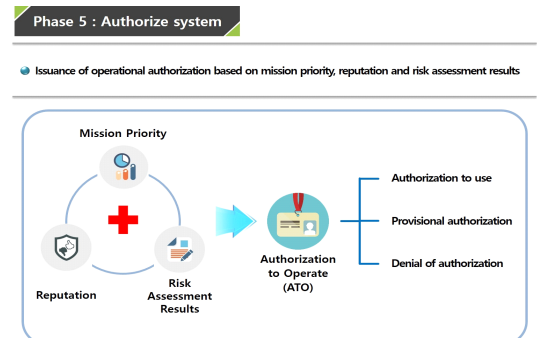 Phase 5 : Authorize system
Issuance of operational authorization based on mission priority, reputation and risk assessment results
Mission Priority
Reputation
Risk
Assessment
Results
Authorization
to Operate
(ATO)
Authorization to use
Provisional authorization
Denial of authorization